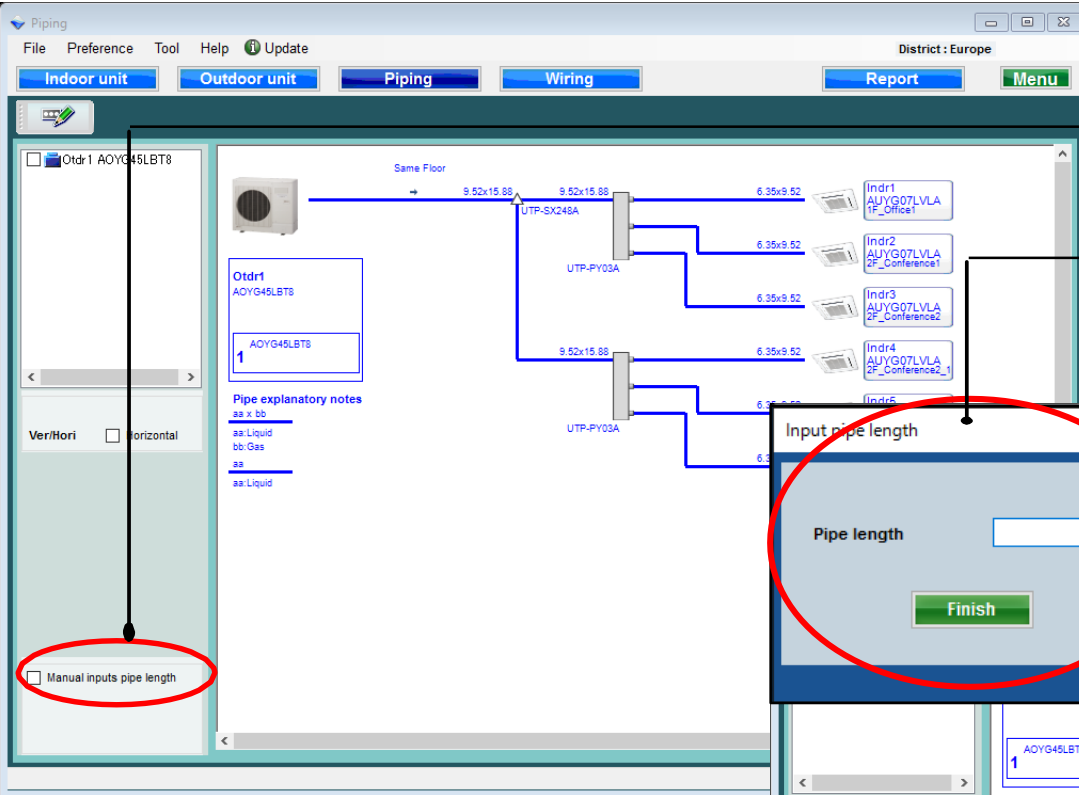 Piping
File Preference Tool Help Update District : Europe
Indoor unit Outdoor unit Piping Wiring Report Menu
Otdr1 AOYG45LBT8
Same Floor
9.52x15.88 9.52x15.88 6.35x9.52
UTP-SX248A
Indr1
AUYG07LVLA
1F_Office1
6.35x9.52
Indr2
AUYG07LVLA
2F_Conference1
UTP-PY03A
6.35x9.52
Indr3
AUYG07LVLA
2F_Conference2
Otdr1
AOYG45LBT8
AOYG45LBT8
1
9.52x15.88 6.35x9.52
Indr4
AUYG07LVLA
2F_Conference2_1
Indr5
UTP-PY03A
Pipe explanatory notes
aa x bb
aa:Liquid
bb:Gas
aa
aa:Liquid
Ver/Hori Horizontal
Manual inputs pipe length
Input pipe length
Pipe length
Finish
AOYG45LBT
1